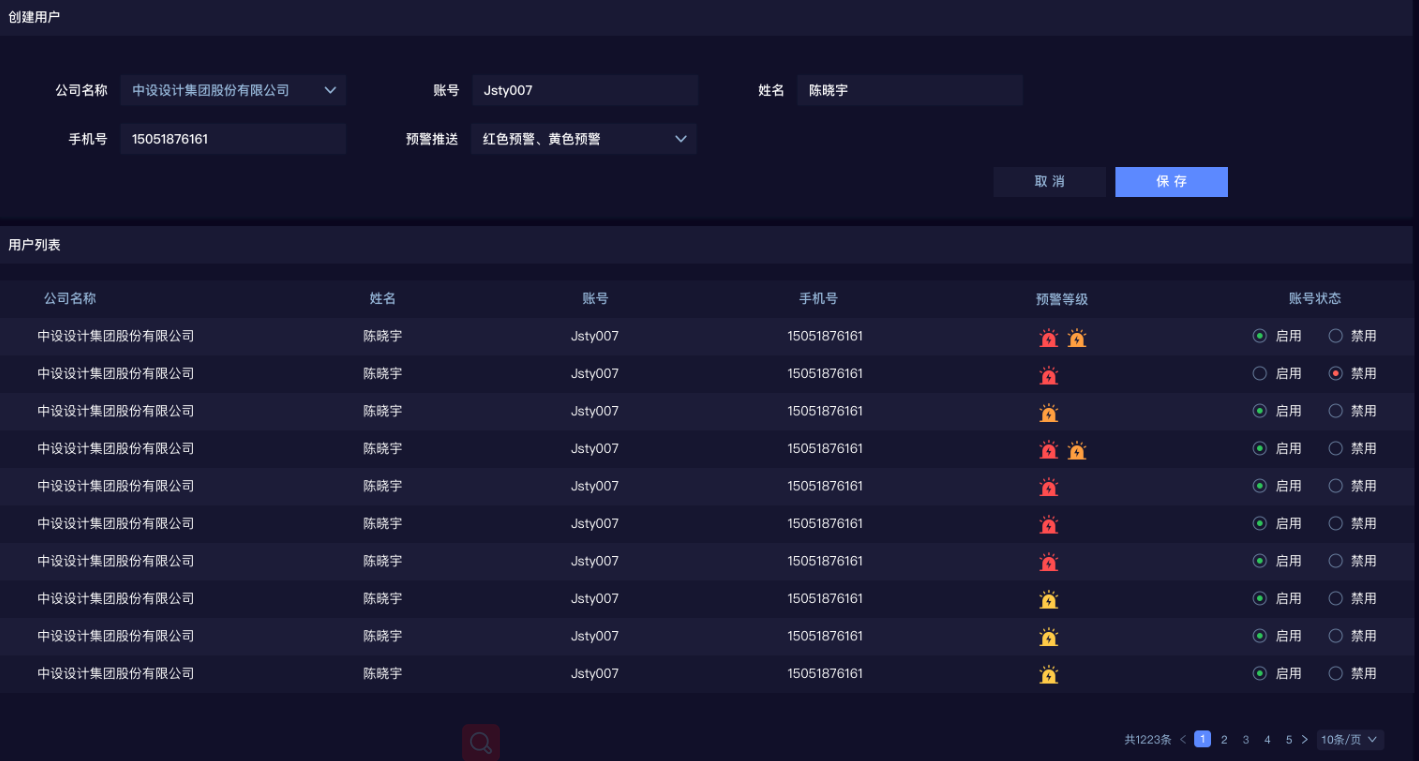 创建用户
公司名称 中设设计集团股份有限公司 账号 Jsty007 姓名 陈晓宇
手机号 15051876161 预警推送 红色预警、黄色预警
取 消 保 存
用户列表
公司名称 姓名 账号 手机号 预警等级 账号状态
中设设计集团股份有限公司 陈晓宇 Jsty007 15051876161 启用 禁用
中设设计集团股份有限公司 陈晓宇 Jsty007 15051876161 启用 禁用
中设设计集团股份有限公司 陈晓宇 Jsty007 15051876161 启用 禁用
中设设计集团股份有限公司 陈晓宇 Jsty007 15051876161 启用 禁用
中设设计集团股份有限公司 陈晓宇 Jsty007 15051876161 启用 禁用
中设设计集团股份有限公司 陈晓宇 Jsty007 15051876161 启用 禁用
中设设计集团股份有限公司 陈晓宇 Jsty007 15051876161 启用 禁用
中设设计集团股份有限公司 陈晓宇 Jsty007 15051876161 启用 禁用
中设设计集团股份有限公司 陈晓宇 Jsty007 15051876161 启用 禁用
中设设计集团股份有限公司 陈晓宇 Jsty007 15051876161 启用 禁用
共1223条 < 1 2 3 4 5 > 10条/页